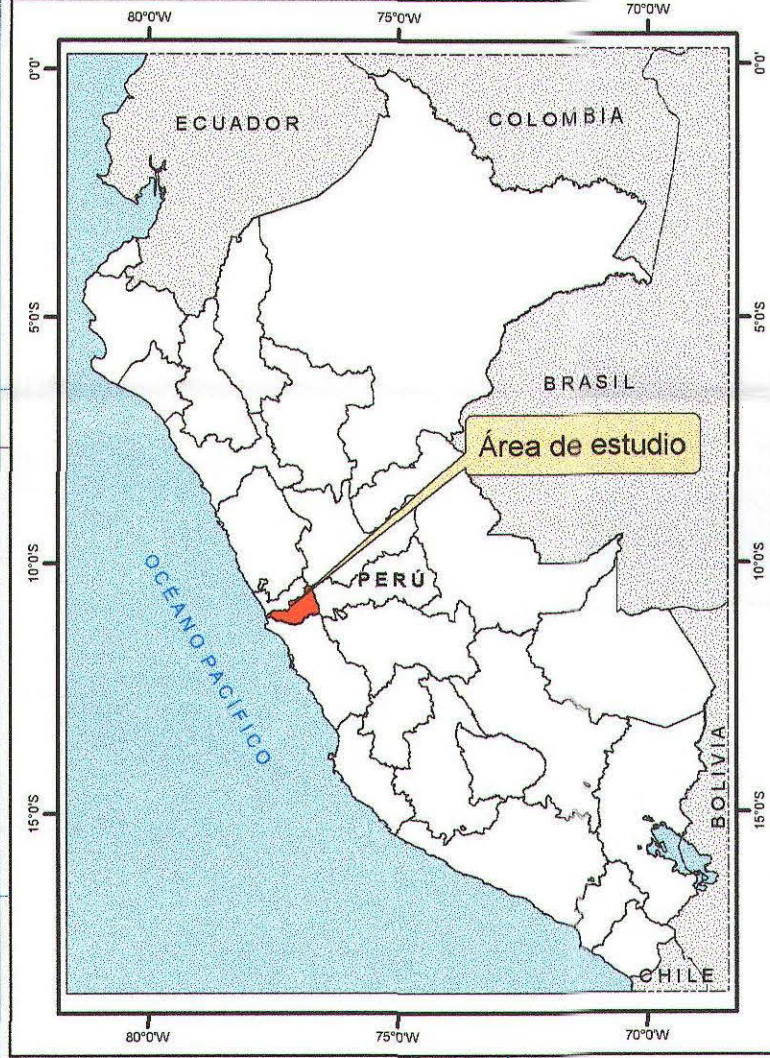 80°0'W 75°0'W 70°0'W
0°0' 0°0'
ECUADOR
COLOMBIA
5°0'S 5°0'S
BRASIL
Área de estudio
10°0'S 10°0'S
PERÚ
OCÉANO PACÍFICO
BOLIVIA
15°0'S 15°0'S
CHILE
80°0'W 75°0'W 70°0'W